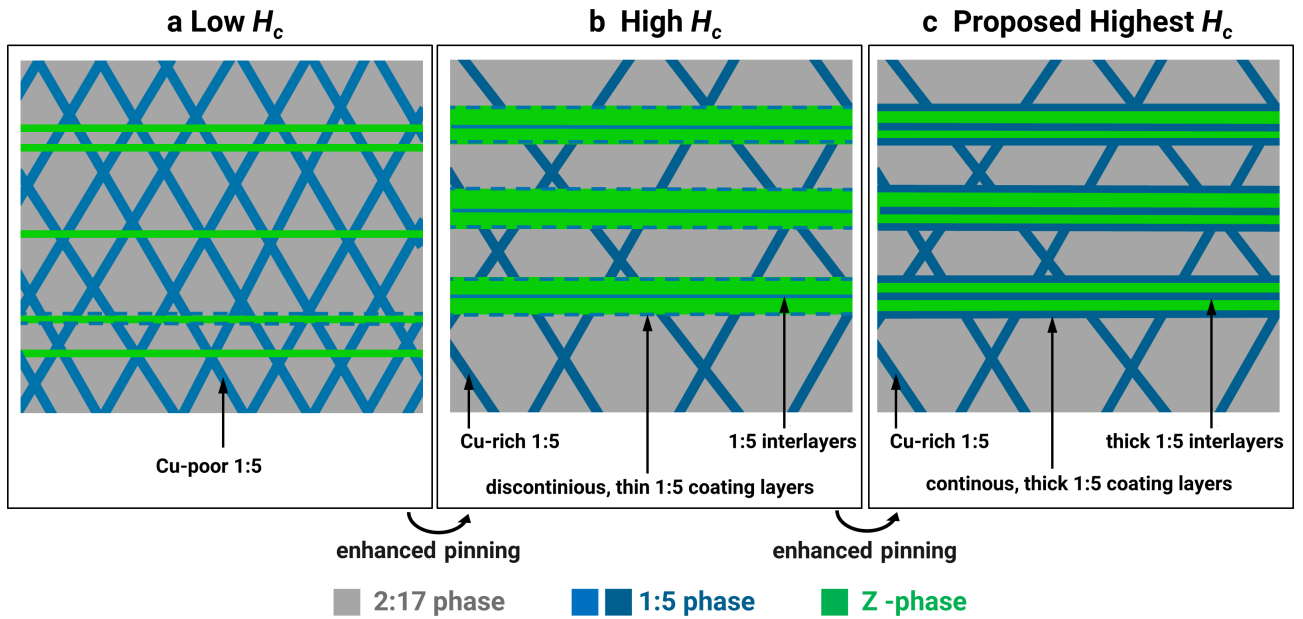 a Low Hc
b High Hc
c Proposed Highest Hc
Cu-poor 1:5
Cu-rich 1:5
1:5 interlayers
discontinious, thin 1:5 coating layers
Cu-rich 1:5
thick 1:5 interlayers
continous, thick 1:5 coating layers
enhanced pinning
enhanced pinning
2:17 phase
1:5 phase
Z -phase